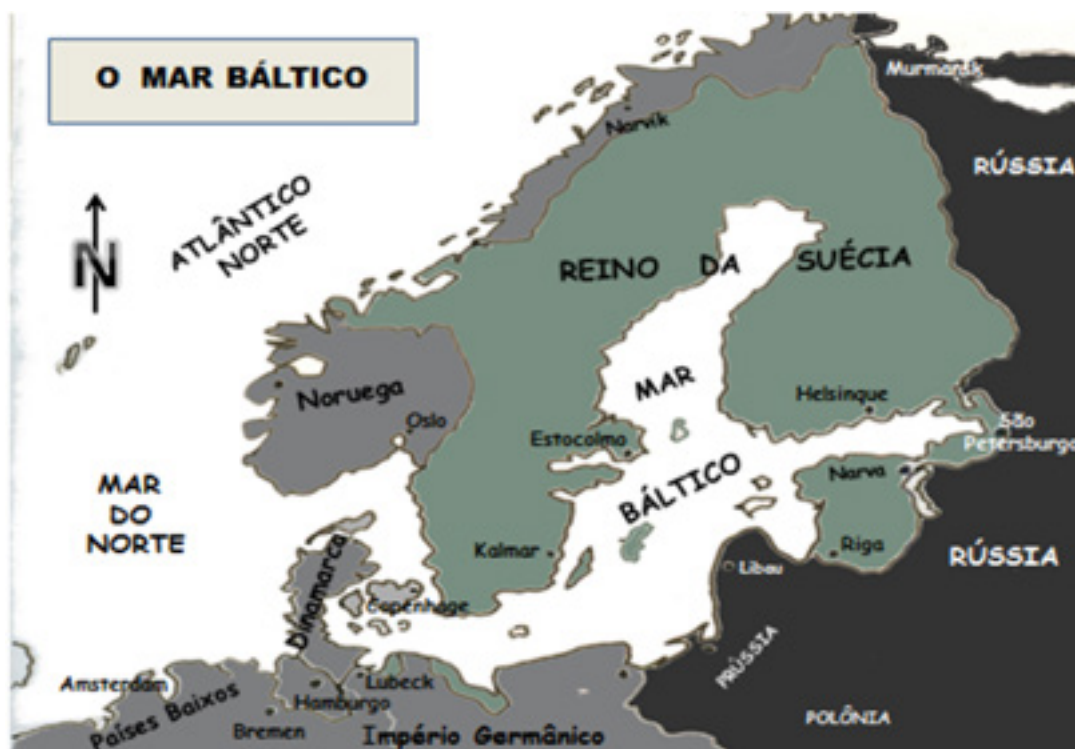 O MAR BÁLTICO
Murmansk
Narvik
RÚSSIA
ATLÂNTICO
NORTE
N
REINO DA SUÉCIA
MAR
Noruega
Helsinque
Oslo
São
Petersburgo
Estocolmo
BÁLTICO
Narva
MAR
DO
NORTE
Kalmar
Riga
RÚSSIA
Libau
Dinamarca
Copenhage
PRÚSSIA
Amsterdam
Lubeck
Hamburgo
Países Baixos
Bremen
Império Germânico
POLÔNIA